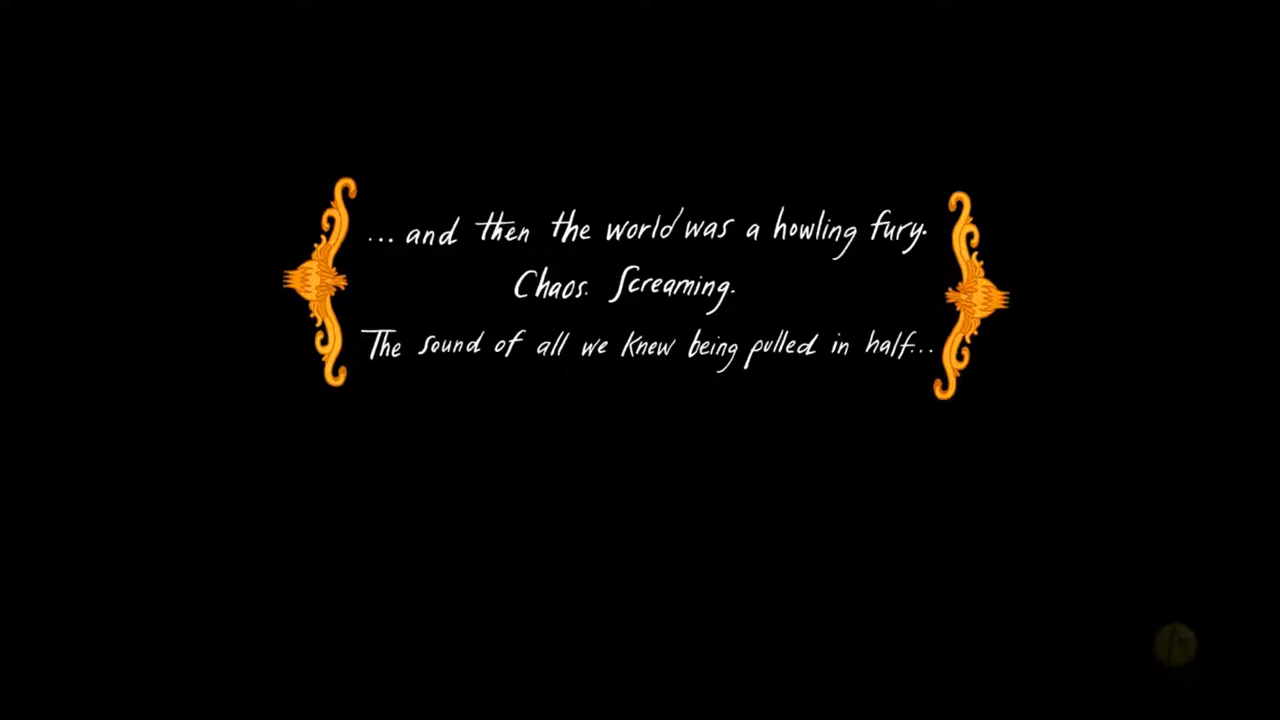 ...and then the world was a howling fury.
Chaos. Screaming.
The sound of all we knew being pulled in half...